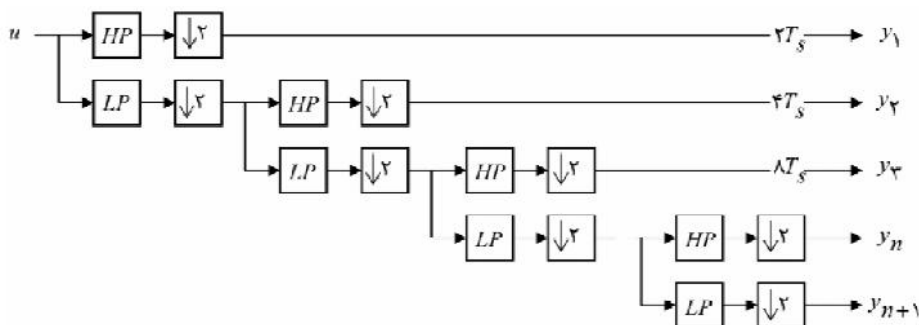 u HP ↓۲ ۲T_s y_۱
LP ↓۲ HP ↓۲ ۴T_s y_۲
LP ↓۲ HP ↓۲ ۸T_s y_۳
LP ↓۲ HP ↓۲ y_n
LP ↓۲ y_{n+۱}